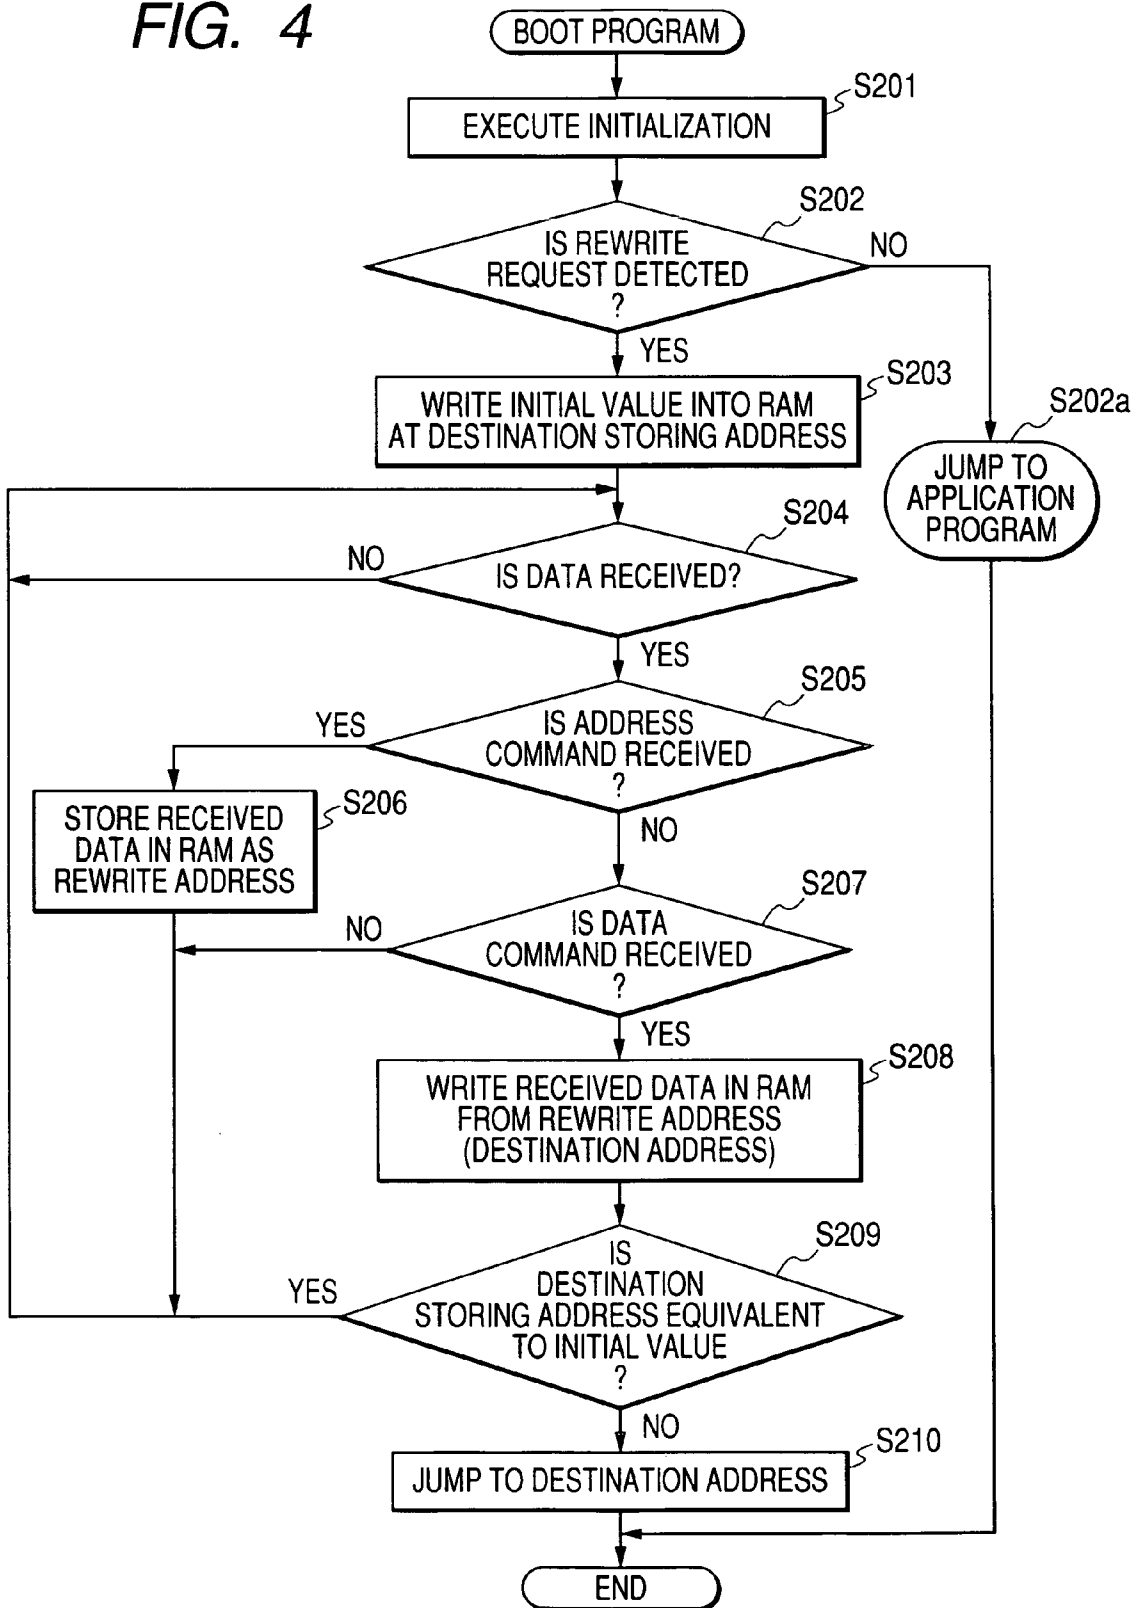 FIG. 4
BOOT PROGRAM
S201
EXECUTE INITIALIZATION
S202
IS REWRITE
REQUEST DETECTED
?
NO
YES
S203
WRITE INITIAL VALUE INTO RAM
AT DESTINATION STORING ADDRESS
S202a
JUMP TO
APPLICATION
PROGRAM
S204
NO
IS DATA RECEIVED?
YES
S205
YES
IS ADDRESS
COMMAND RECEIVED
?
S206
STORE RECEIVED
DATA IN RAM AS
REWRITE ADDRESS
NO
S207
NO
IS DATA
COMMAND RECEIVED
?
YES
S208
WRITE RECEIVED DATA IN RAM
FROM REWRITE ADDRESS
(DESTINATION ADDRESS)
S209
YES
IS
DESTINATION
STORING ADDRESS EQUIVALENT
TO INITIAL VALUE
?
NO
S210
JUMP TO DESTINATION ADDRESS
END